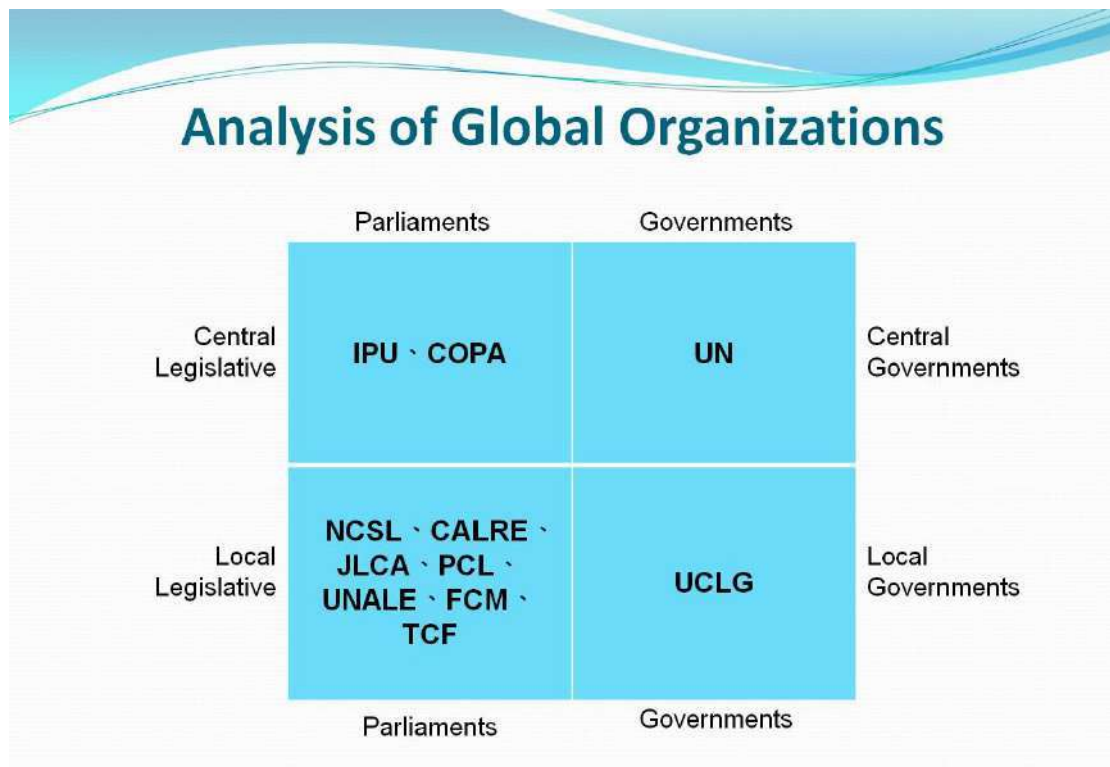 Analysis of Global Organizations
Parliaments
Governments
Central
Legislative
IPU、COPA
UN
Central
Governments
Local
Legislative
NCSL、CALRE、
JLCA、PCL、
UNALE、FCM、
TCF
UCLG
Local
Governments
Parliaments
Governments